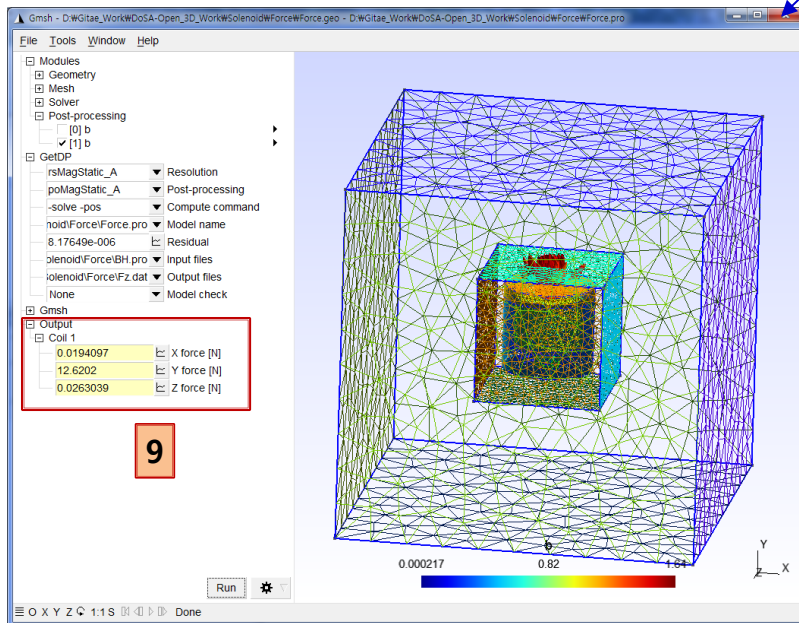 Gmsh - D:₩Gitae_Work₩DoSA-Open_3D_Work₩Solenoid₩Force₩Force.geo - D:₩Gitae_Work₩DoSA-Open_3D_Work₩Solenoid₩Force₩Force.pro
File Tools Window Help
Modules
Geometry
Mesh
Solver
Post-processing
[0] b
[1] b
GetDP
rsMagStatic_A Resolution
poMagStatic_A Post-processing
-solve -pos Compute command
noid\Force\Force.pro Model name
8.17649e-006 Residual
olenoid\Force\BH.pro Input files
Solenoid\Force\Fz.dat Output files
None Model check
Gmsh
Output
Coil 1
0.0194097 X force [N]
12.6202 Y force [N]
0.0263039 Z force [N]
9
b
0.000217 0.82 1.64
Y
Z X
Run
O X Y Z 1:1 S Done